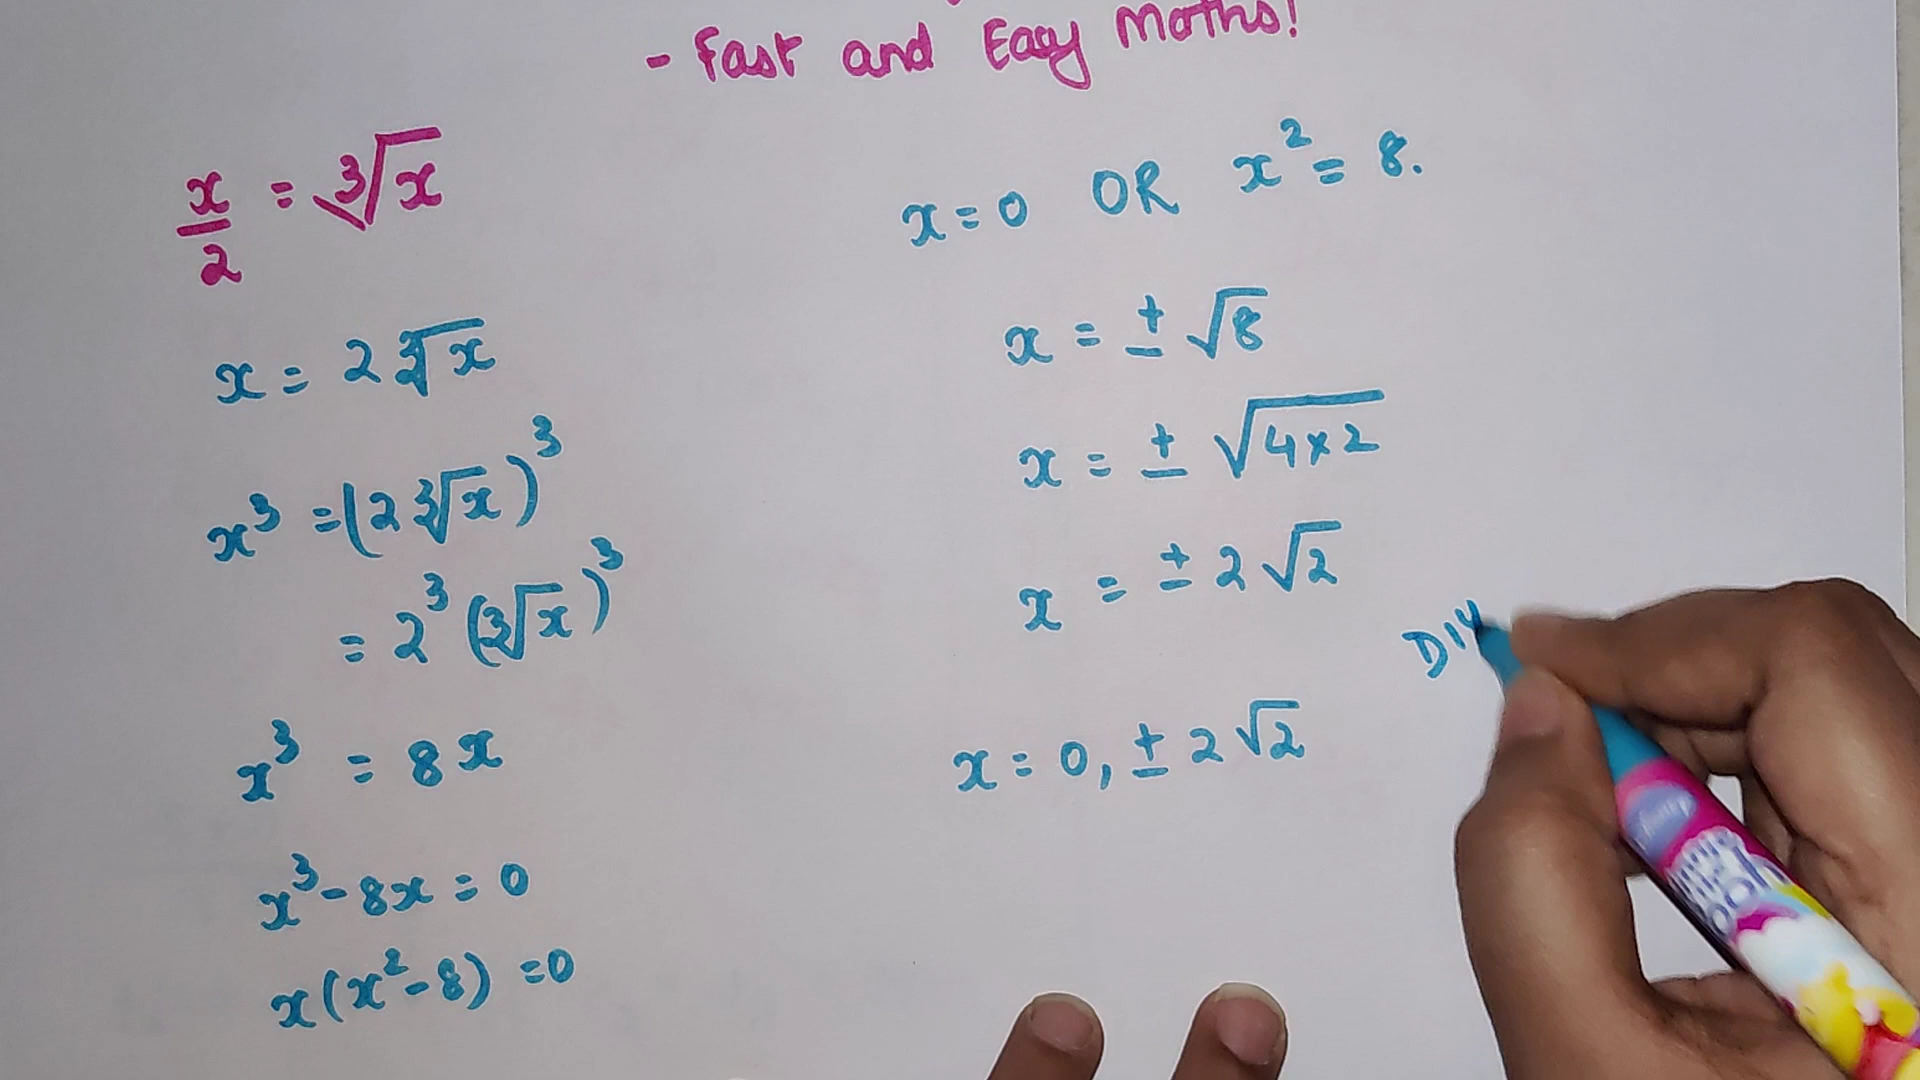 - Fast and Easy Maths!
x/2 = ∛x
x = 2∛x
x³ = (2∛x)³
= 2³(∛x)³
x³ = 8x
x³ - 8x = 0
x(x² - 8) = 0
x = 0 OR x² = 8.
x = ± √8
x = ± √(4×2)
x = ± 2√2
x = 0, ± 2√2